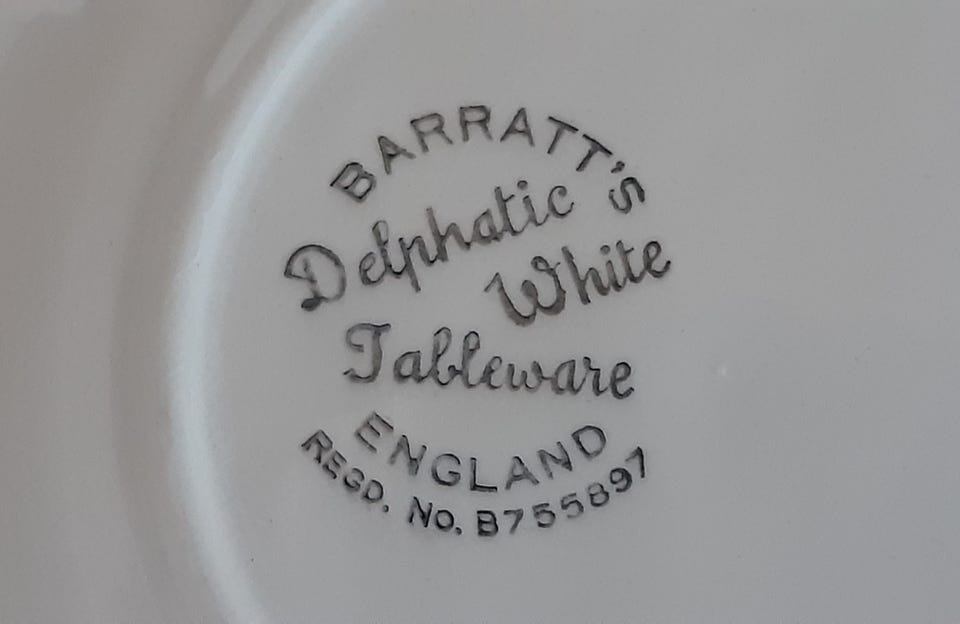 BARRATT'S
Delphatic
White
Tableware
ENGLAND
REGD. No. B755897